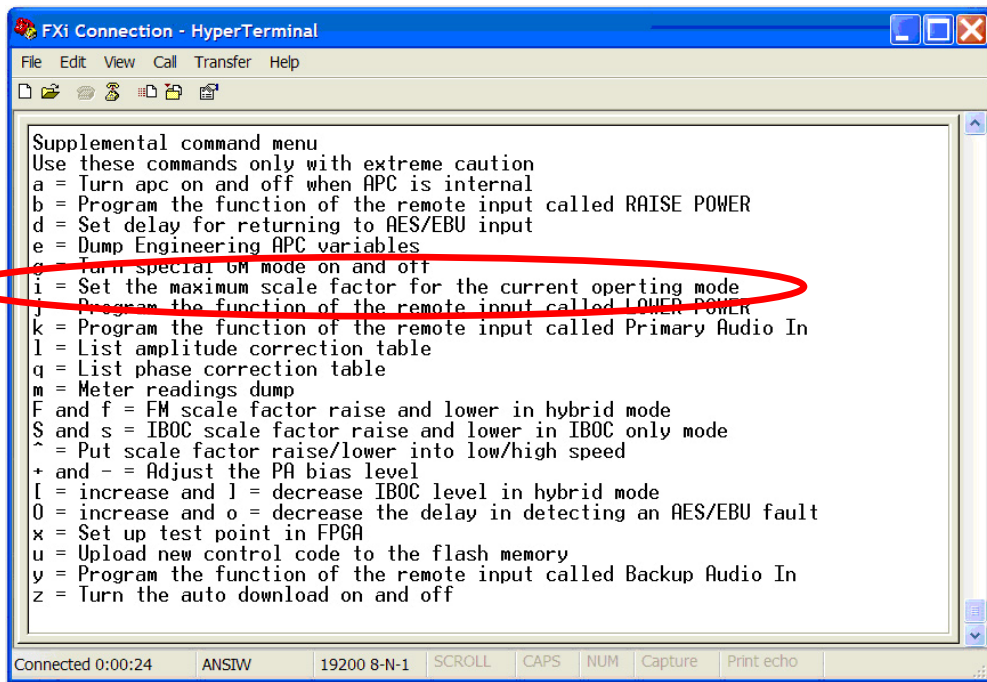 FXi Connection - HyperTerminal
File Edit View Call Transfer Help
Supplemental command menu
Use these commands only with extreme caution
a = Turn apc on and off when APC is internal
b = Program the function of the remote input called RAISE POWER
d = Set delay for returning to AES/EBU input
e = Dump Engineering APC variables
g = Turn special GM mode on and off
i = Set the maximum scale factor for the current operting mode
j = Program the function of the remote input called LOWER POWER
k = Program the function of the remote input called Primary Audio In
l = List amplitude correction table
q = List phase correction table
m = Meter readings dump
F and f = FM scale factor raise and lower in hybrid mode
S and s = IBOC scale factor raise and lower in IBOC only mode
^ = Put scale factor raise/lower into low/high speed
+ and - = Adjust the PA bias level
[ = increase and ] = decrease IBOC level in hybrid mode
O = increase and o = decrease the delay in detecting an AES/EBU fault
x = Set up test point in FPGA
u = Upload new control code to the flash memory
y = Program the function of the remote input called Backup Audio In
z = Turn the auto download on and off
Connected 0:00:24 ANSIW 19200 8-N-1 SCROLL CAPS NUM Capture Print echo